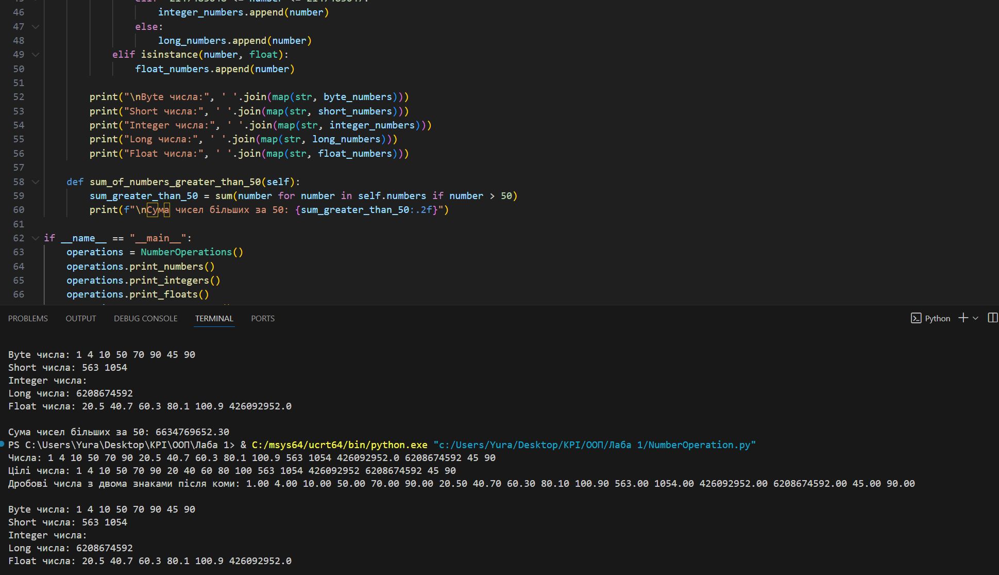 46 integer_numbers.append(number)
47 else:
48 long_numbers.append(number)
49 elif isinstance(number, float):
50 float_numbers.append(number)
51
52 print("\nByte числа:", ' '.join(map(str, byte_numbers)))
53 print("Short числа:", ' '.join(map(str, short_numbers)))
54 print("Integer числа:", ' '.join(map(str, integer_numbers)))
55 print("Long числа:", ' '.join(map(str, long_numbers)))
56 print("Float числа:", ' '.join(map(str, float_numbers)))
57
58 def sum_of_numbers_greater_than_50(self):
59 sum_greater_than_50 = sum(number for number in self.numbers if number > 50)
60 print(f"\nСума чисел більших за 50: {sum_greater_than_50:.2f}")
61
62 if __name__ == "__main__":
63 operations = NumberOperations()
64 operations.print_numbers()
65 operations.print_integers()
66 operations.print_floats()
PROBLEMS OUTPUT DEBUG CONSOLE TERMINAL PORTS Python
Byte числа: 1 4 10 50 70 90 45 90
Short числа: 563 1054
Integer числа:
Long числа: 6208674592
Float числа: 20.5 40.7 60.3 80.1 100.9 426092952.0
Сума чисел більших за 50: 6634769652.30
PS C:\Users\Yura\Desktop\KPI\ООП\Лаба 1> & C:/msys64/ucrt64/bin/python.exe "c:/Users/Yura/Desktop/KPI/ООП/Лаба 1/NumberOperation.py"
Числа: 1 4 10 50 70 90 20.5 40.7 60.3 80.1 100.9 563 1054 426092952.0 6208674592 45 90
Цілі числа: 1 4 10 50 70 90 20 40 60 80 100 563 1054 426092952 6208674592 45 90
Дробові числа з двома знаками після коми: 1.00 4.00 10.00 50.00 70.00 90.00 20.50 40.70 60.30 80.10 100.90 563.00 1054.00 426092952.00 6208674592.00 45.00 90.00
Byte числа: 1 4 10 50 70 90 45 90
Short числа: 563 1054
Integer числа:
Long числа: 6208674592
Float числа: 20.5 40.7 60.3 80.1 100.9 426092952.0